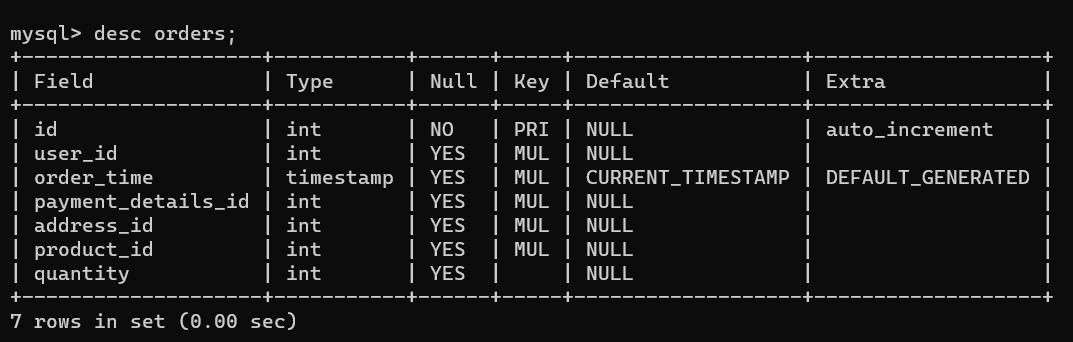 mysql> desc orders;
+--------------------+-----------+------+-----+-------------------+-------------------+
| Field              | Type      | Null | Key | Default           | Extra             |
+--------------------+-----------+------+-----+-------------------+-------------------+
| id                 | int       | NO   | PRI | NULL              | auto_increment    |
| user_id            | int       | YES  | MUL | NULL              |                   |
| order_time         | timestamp | YES  | MUL | CURRENT_TIMESTAMP | DEFAULT_GENERATED |
| payment_details_id | int       | YES  | MUL | NULL              |                   |
| address_id         | int       | YES  | MUL | NULL              |                   |
| product_id         | int       | YES  | MUL | NULL              |                   |
| quantity           | int       | YES  |     | NULL              |                   |
+--------------------+-----------+------+-----+-------------------+-------------------+
7 rows in set (0.00 sec)